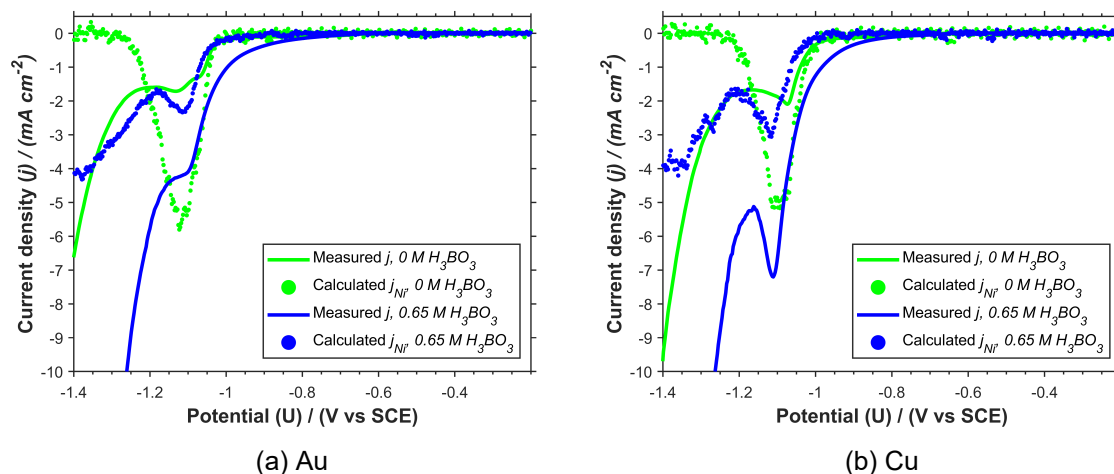 0
-1
-2
-3
-4
-5
-6
-7
-8
-9
-10
Current density (j) / (mA cm⁻²)
Measured j, 0 M H₃BO₃
Calculated j_Ni, 0 M H₃BO₃
Measured j, 0.65 M H₃BO₃
Calculated j_Ni, 0.65 M H₃BO₃
-1.4 -1.2 -1 -0.8 -0.6 -0.4 -0.2
Potential (U) / (V vs SCE)
(a) Au
0
-1
-2
-3
-4
-5
-6
-7
-8
-9
-10
Current density (j) / (mA cm⁻²)
Measured j, 0 M H₃BO₃
Calculated j_Ni, 0 M H₃BO₃
Measured j, 0.65 M H₃BO₃
Calculated j_Ni, 0.65 M H₃BO₃
-1.4 -1.2 -1 -0.8 -0.6 -0.4 -0.2
Potential (U) / (V vs SCE)
(b) Cu